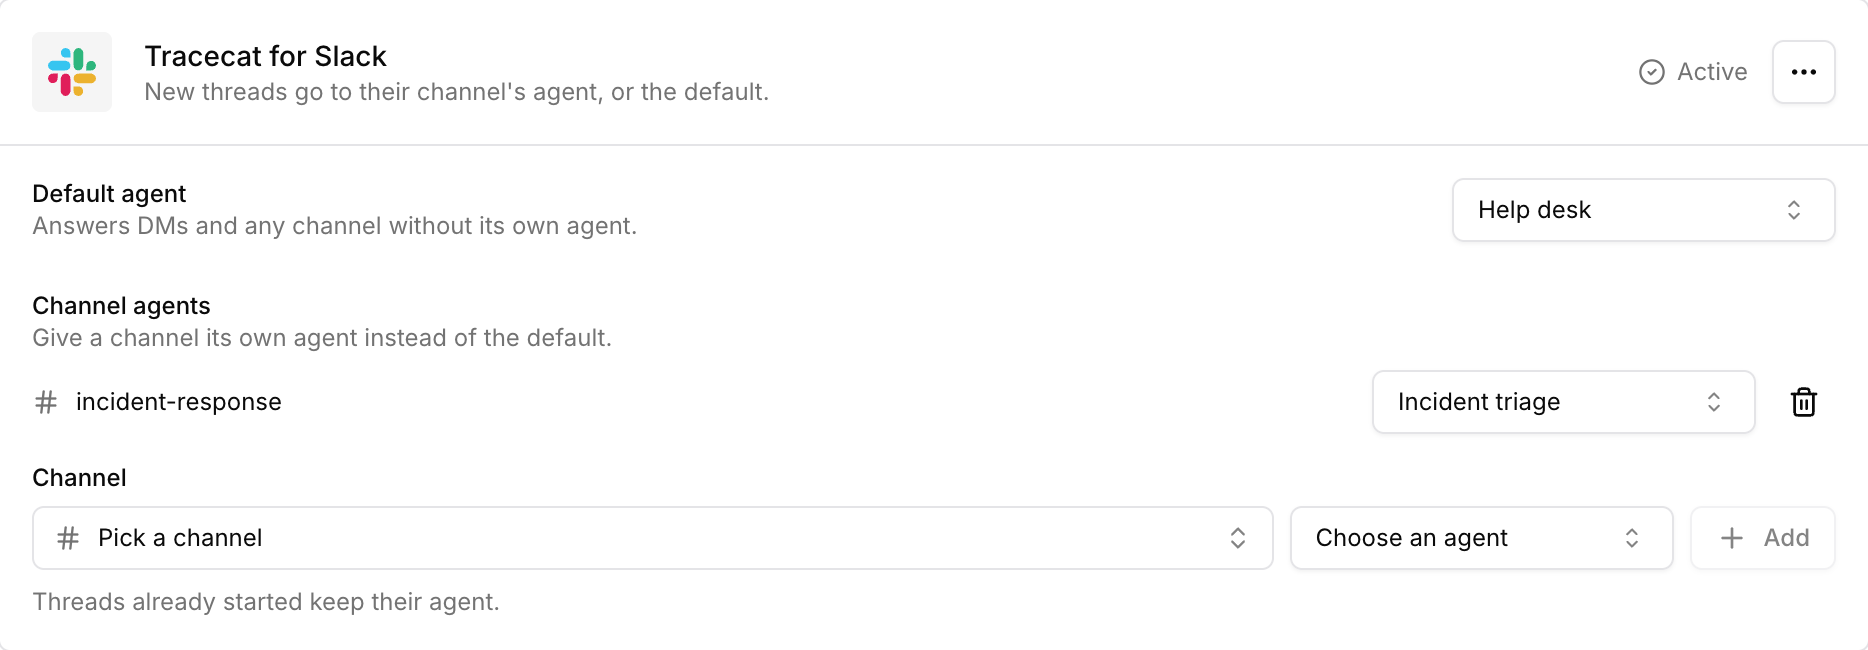 Tracecat for Slack
New threads go to their channel's agent, or the default.
Active
Default agent
Answers DMs and any channel without its own agent.
Help desk
Channel agents
Give a channel its own agent instead of the default.
# incident-response
Incident triage
Channel
# Pick a channel
Choose an agent
+ Add
Threads already started keep their agent.